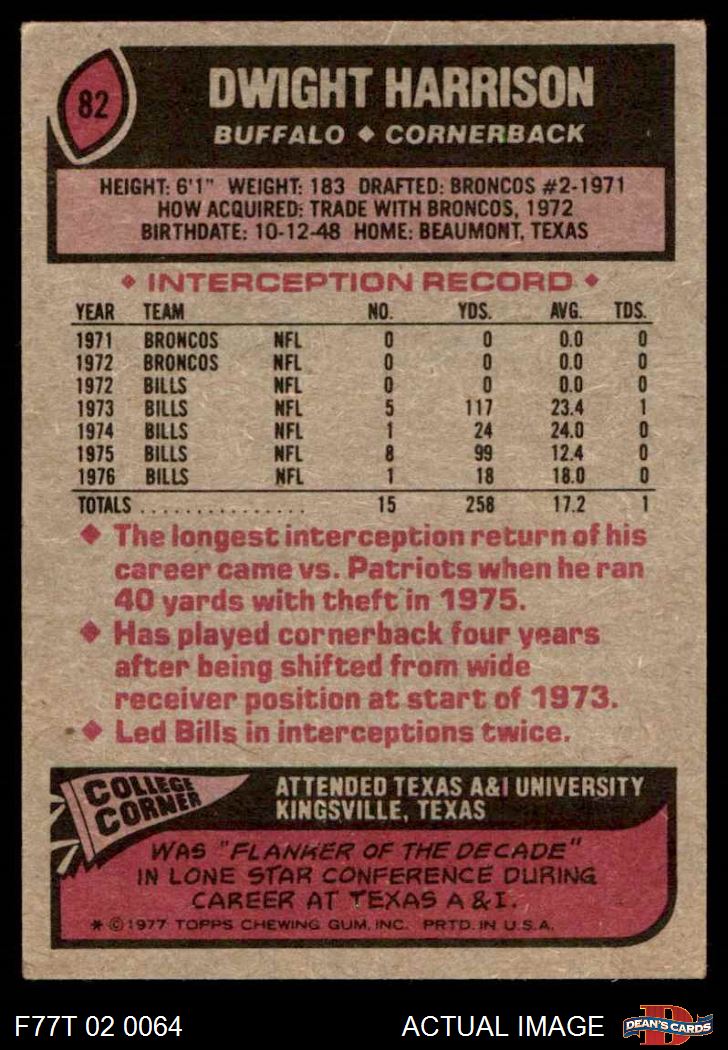 82
DWIGHT HARRISON
BUFFALO ◆ CORNERBACK
HEIGHT: 6'1" WEIGHT: 183 DRAFTED: BRONCOS #2-1971
HOW ACQUIRED: TRADE WITH BRONCOS, 1972
BIRTHDATE: 10-12-48 HOME: BEAUMONT, TEXAS
◆ INTERCEPTION RECORD ◆
YEAR TEAM NO. YDS. AVG. TDS.
1971 BRONCOS NFL 0 0 0.0 0
1972 BRONCOS NFL 0 0 0.0 0
1972 BILLS NFL 0 0 0.0 0
1973 BILLS NFL 5 117 23.4 1
1974 BILLS NFL 1 24 24.0 0
1975 BILLS NFL 8 99 12.4 0
1976 BILLS NFL 1 18 18.0 0
TOTALS ............... 15 258 17.2 1
◆ The longest interception return of his
career came vs. Patriots when he ran
40 yards with theft in 1975.
◆ Has played cornerback four years
after being shifted from wide
receiver position at start of 1973.
◆ Led Bills in interceptions twice.
COLLEGE
CORNER
ATTENDED TEXAS A&I UNIVERSITY
KINGSVILLE, TEXAS
WAS "FLANKER OF THE DECADE"
IN LONE STAR CONFERENCE DURING
CAREER AT TEXAS A & I.
* © 1977 TOPPS CHEWING GUM, INC. PRTD. IN U.S.A.
F77T 02 0064 ACTUAL IMAGE
D
DEAN'S CARDS